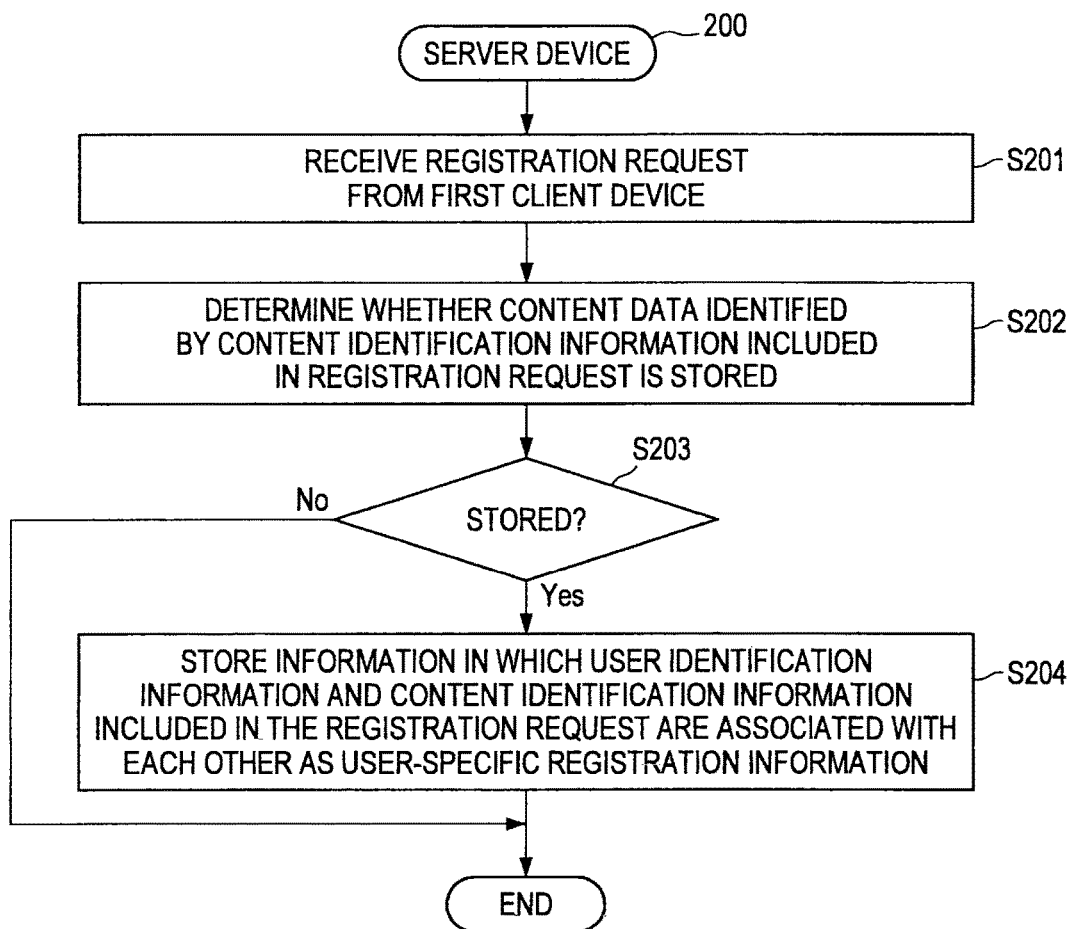 200
SERVER DEVICE
RECEIVE REGISTRATION REQUEST
FROM FIRST CLIENT DEVICE
S201
DETERMINE WHETHER CONTENT DATA IDENTIFIED
BY CONTENT IDENTIFICATION INFORMATION INCLUDED
IN REGISTRATION REQUEST IS STORED
S202
S203
No
STORED?
Yes
STORE INFORMATION IN WHICH USER IDENTIFICATION
INFORMATION AND CONTENT IDENTIFICATION INFORMATION
INCLUDED IN THE REGISTRATION REQUEST ARE ASSOCIATED WITH
EACH OTHER AS USER-SPECIFIC REGISTRATION INFORMATION
S204
END